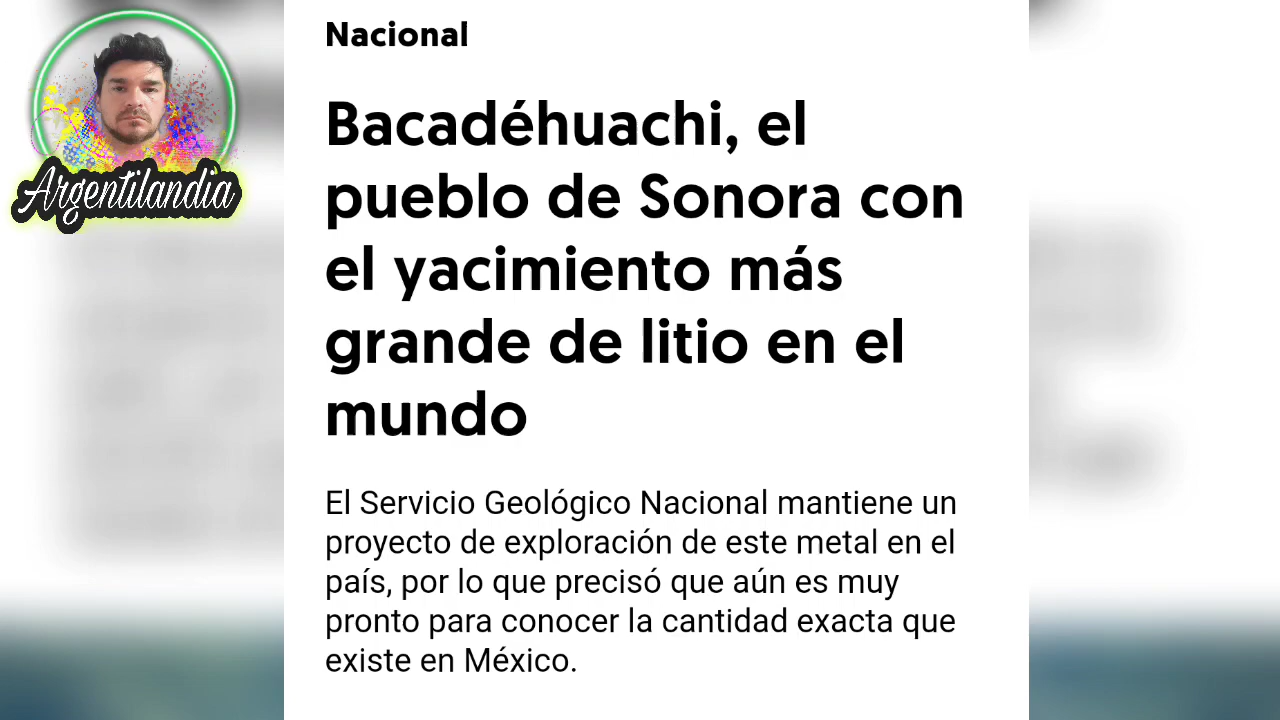 Argentilandia
Nacional
Bacadéhuachi, el
pueblo de Sonora con
el yacimiento más
grande de litio en el
mundo
El Servicio Geológico Nacional mantiene un
proyecto de exploración de este metal en el
país, por lo que precisó que aún es muy
pronto para conocer la cantidad exacta que
existe en México.